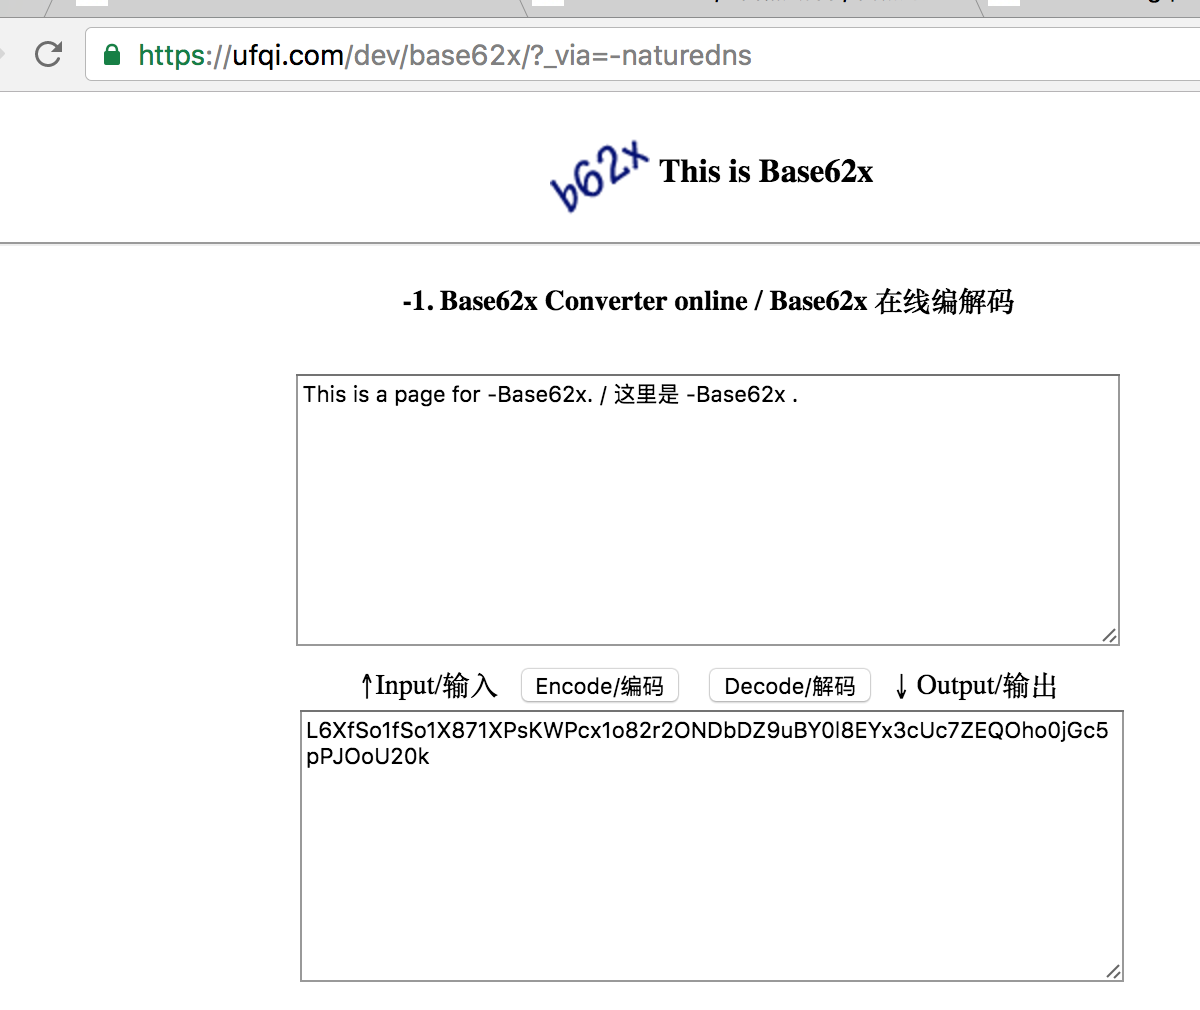 https://ufqi.com/dev/base62x/?_via=-naturedns
b62x This is Base62x
-1. Base62x Converter online / Base62x 在线编解码
This is a page for -Base62x. / 这里是 -Base62x .
↑Input/输入 Encode/编码 Decode/解码 ↓ Output/输出
L6XfSo1fSo1X871XPsKWPcx1o82r2ONDbDZ9uBY0l8EYx3cUc7ZEQOho0jGc5
pPJOoU20k